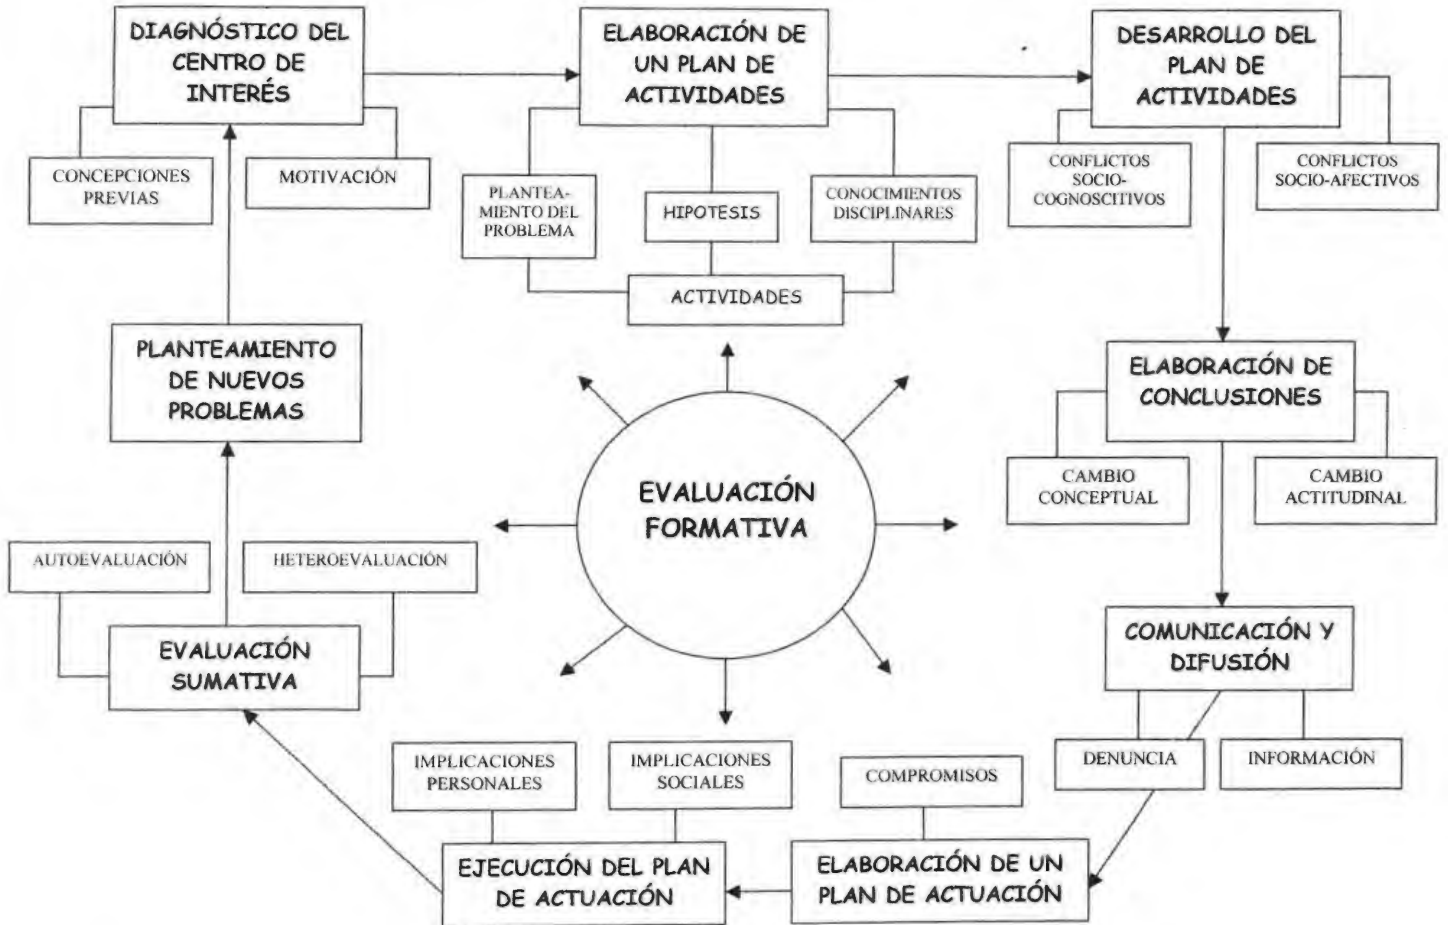 DIAGNÓSTICO DEL
CENTRO DE
INTERÉS
CONCEPCIONES
PREVIAS
MOTIVACIÓN
ELABORACIÓN DE
UN PLAN DE
ACTIVIDADES
PLANTEA-
MIENTO DEL
PROBLEMA
HIPOTESIS
CONOCIMIENTOS
DISCIPLINARES
ACTIVIDADES
DESARROLLO DEL
PLAN DE
ACTIVIDADES
CONFLICTOS
SOCIO-
COGNOSCITIVOS
CONFLICTOS
SOCIO-AFECTIVOS
ELABORACIÓN DE
CONCLUSIONES
CAMBIO
CONCEPTUAL
CAMBIO
ACTITUDINAL
COMUNICACIÓN Y
DIFUSIÓN
DENUNCIA
INFORMACIÓN
COMPROMISOS
ELABORACIÓN DE UN
PLAN DE ACTUACIÓN
IMPLICACIONES
PERSONALES
IMPLICACIONES
SOCIALES
EJECUCIÓN DEL PLAN
DE ACTUACIÓN
AUTOEVALUACIÓN
HETEROEVALUACIÓN
EVALUACIÓN
SUMATIVA
PLANTEAMIENTO
DE NUEVOS
PROBLEMAS
EVALUACIÓN
FORMATIVA